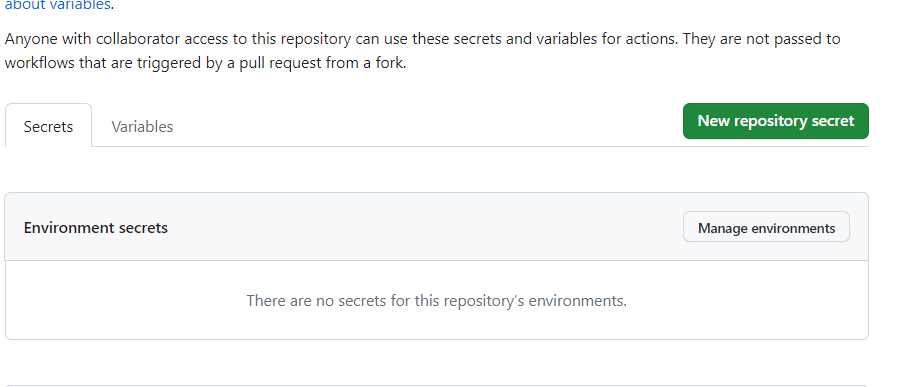 about variables.
Anyone with collaborator access to this repository can use these secrets and variables for actions. They are not passed to
workflows that are triggered by a pull request from a fork.
Secrets
Variables
New repository secret
Environment secrets
Manage environments
There are no secrets for this repository's environments.